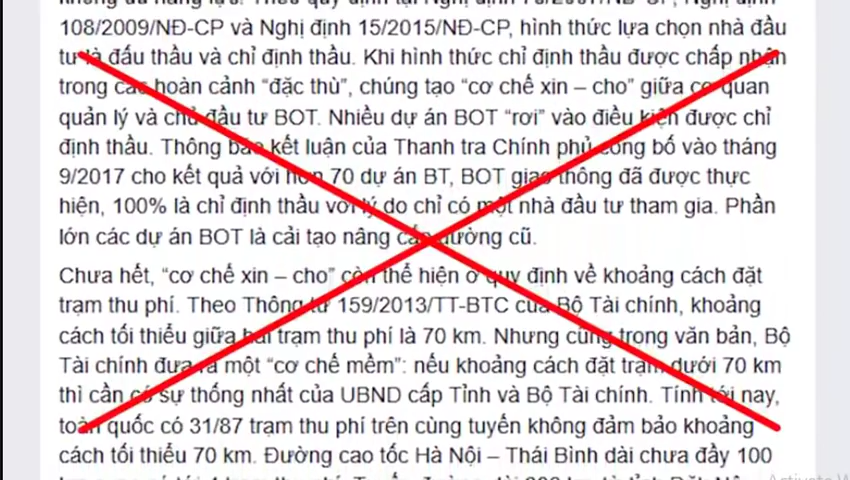 108/2009/NĐ-CP và Nghị định 15/2015/NĐ-CP, hình thức lựa chọn nhà đầu
tư là đấu thầu và chỉ định thầu. Khi hình thức chỉ định thầu được chấp nhận
trong các hoàn cảnh “đặc thù”, chúng tạo “cơ chế xin – cho” giữa cơ quan
quản lý và chủ đầu tư BOT. Nhiều dự án BOT “rơi” vào điều kiện được chỉ
định thầu. Thông báo kết luận của Thanh tra Chính phủ công bố vào tháng
9/2017 cho kết quả với hơn 70 dự án BT, BOT giao thông đã được thực
hiện, 100% là chỉ định thầu với lý do chỉ có một nhà đầu tư tham gia. Phần
lớn các dự án BOT là cải tạo nâng cấp đường cũ.
Chưa hết, “cơ chế xin – cho” còn thể hiện ở quy định về khoảng cách đặt
trạm thu phí. Theo Thông tư 159/2013/TT-BTC của Bộ Tài chính, khoảng
cách tối thiểu giữa hai trạm thu phí là 70 km. Nhưng cũng trong văn bản, Bộ
Tài chính đưa ra một “cơ chế mềm”: nếu khoảng cách đặt trạm dưới 70 km
thì cần có sự thống nhất của UBND cấp Tỉnh và Bộ Tài chính. Tính tới nay,
toàn quốc có 31/87 trạm thu phí trên cùng tuyến không đảm bảo khoảng
cách tối thiểu 70 km. Đường cao tốc Hà Nội – Thái Bình dài chưa đầy 100